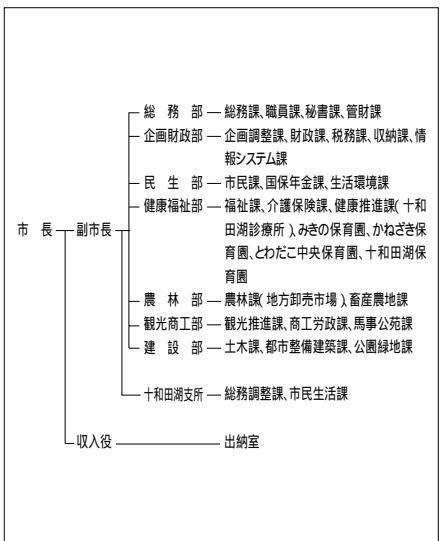 総務部 総務課、職員課、秘書課、管財課
企画財政部 企画調整課、財政課、税務課、収納課、情
報システム課
民生部 市民課、国保年金課、生活環境課
健康福祉部 福祉課、介護保険課、健康推進課(十和
市長 副市長 田湖診療所)、みきの保育園、かねざき保
育園、とわだこ中央保育園、十和田湖保
育園
農林部 農林課(地方卸売市場)、畜産農地課
観光商工部 観光推進課、商工労政課、馬事公苑課
建設部 土木課、都市整備建築課、公園緑地課
十和田湖支所 総務調整課、市民生活課
収入役 出納室